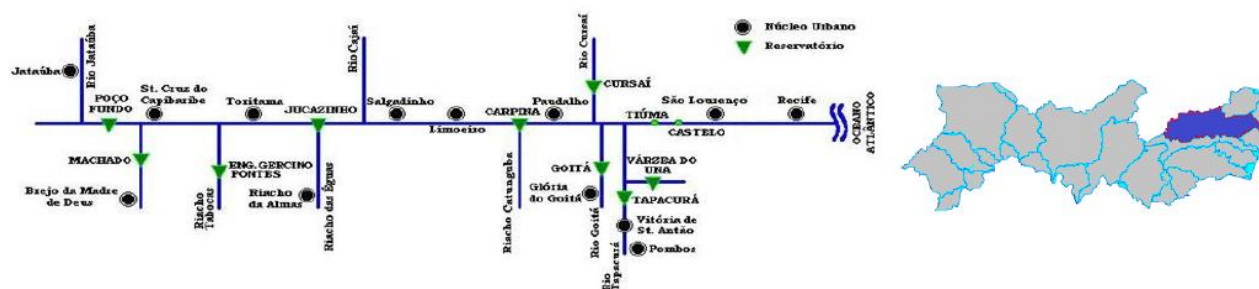 Núcleo Urbano
Reservatório
Rio Jataúba
Jataúba
POÇO
FUNDO
St. Cruz do
Capibaribe
Toritama
JUCAZINHO
Rio Cajaí
Salgadinho
Limoeiro
CARPINA
Paudalho
Rio Cursaí
CURSAÍ
TIÚMA
São Lourenço
CASTELO
Recife
OCEANO
ATLÂNTICO
MACHADO
Brejo da Madre
de Deus
ENG. GERCINO
PONTES
Riacho
Tabocas
Riacho
da Almas
Riacho das Éguas
Riacho Catunguba
GOITÁ
Glória
do Goitá
Rio Goitá
VÁRZEA DO
UNA
TAPACURÁ
Vitória de
St. Antão
Pombos
Rio
Tapacurá